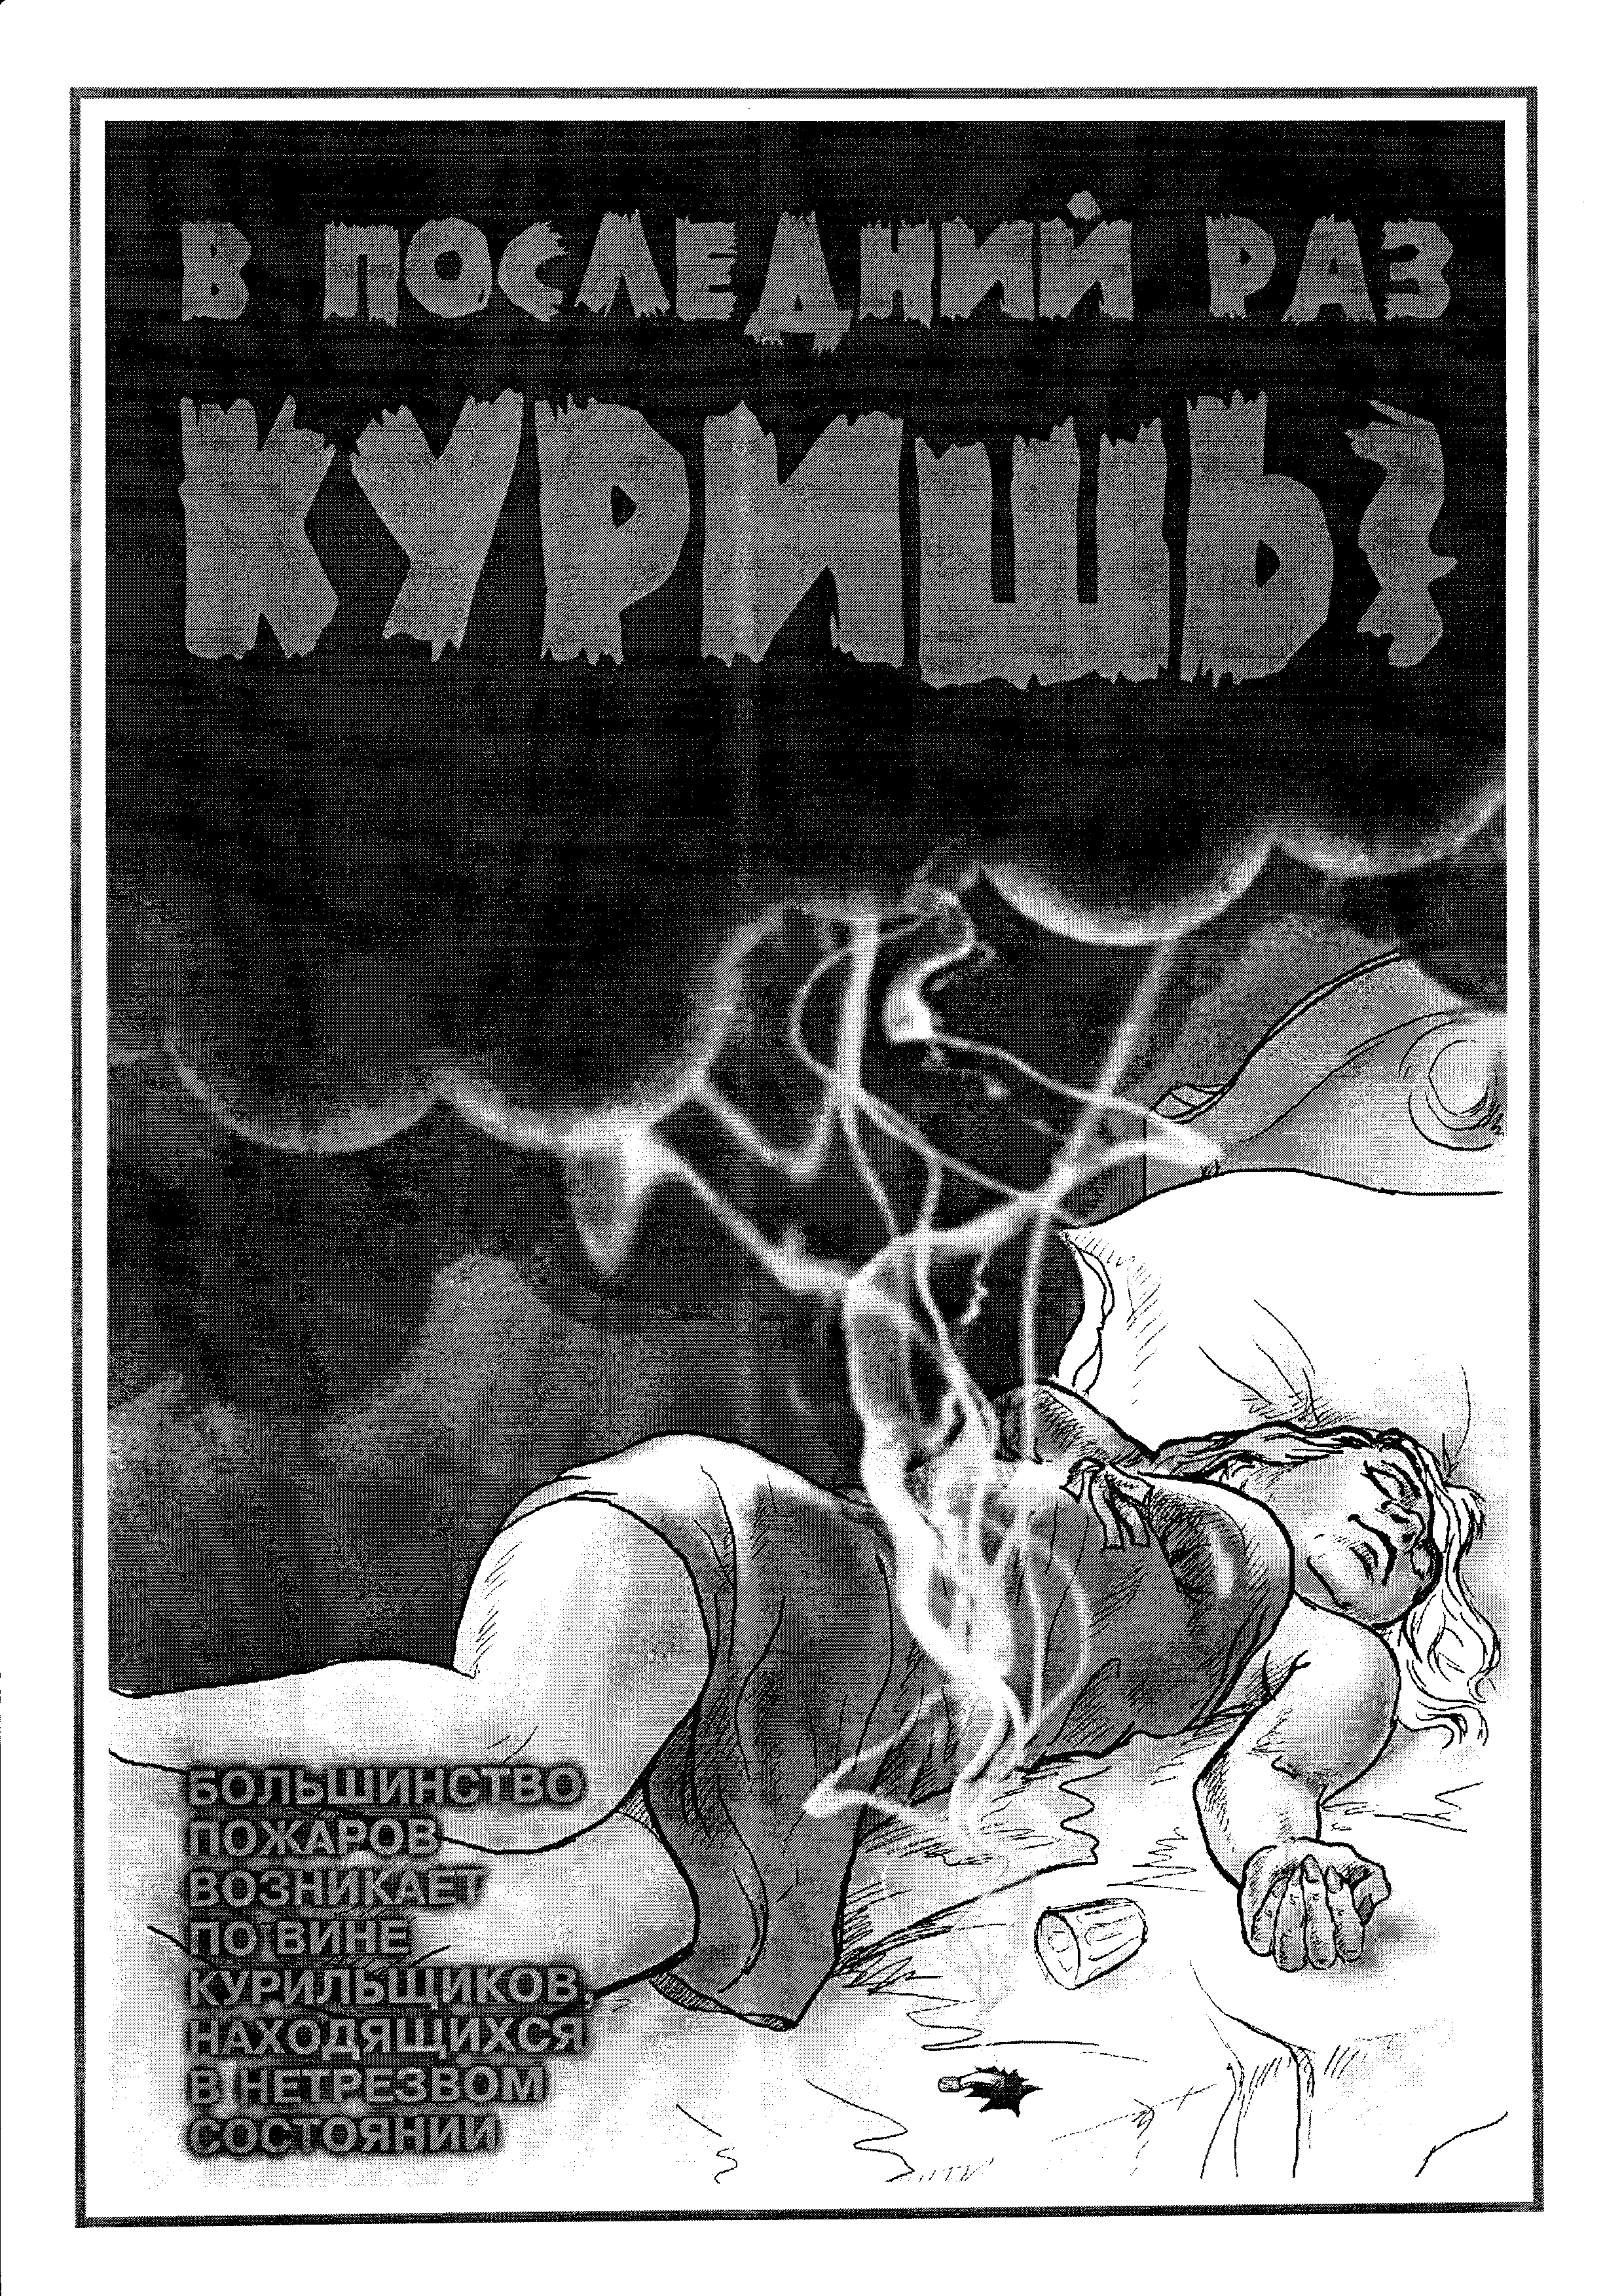 В ПОСЛЕДНИЙ РАЗ
КУРИШЬ?
БОЛЬШИНСТВО
ПОЖАРОВ
ВОЗНИКАЕТ
ПО ВИНЕ
КУРИЛЬЩИКОВ,
НАХОДЯЩИХСЯ
В НЕТРЕЗВОМ
СОСТОЯНИИ